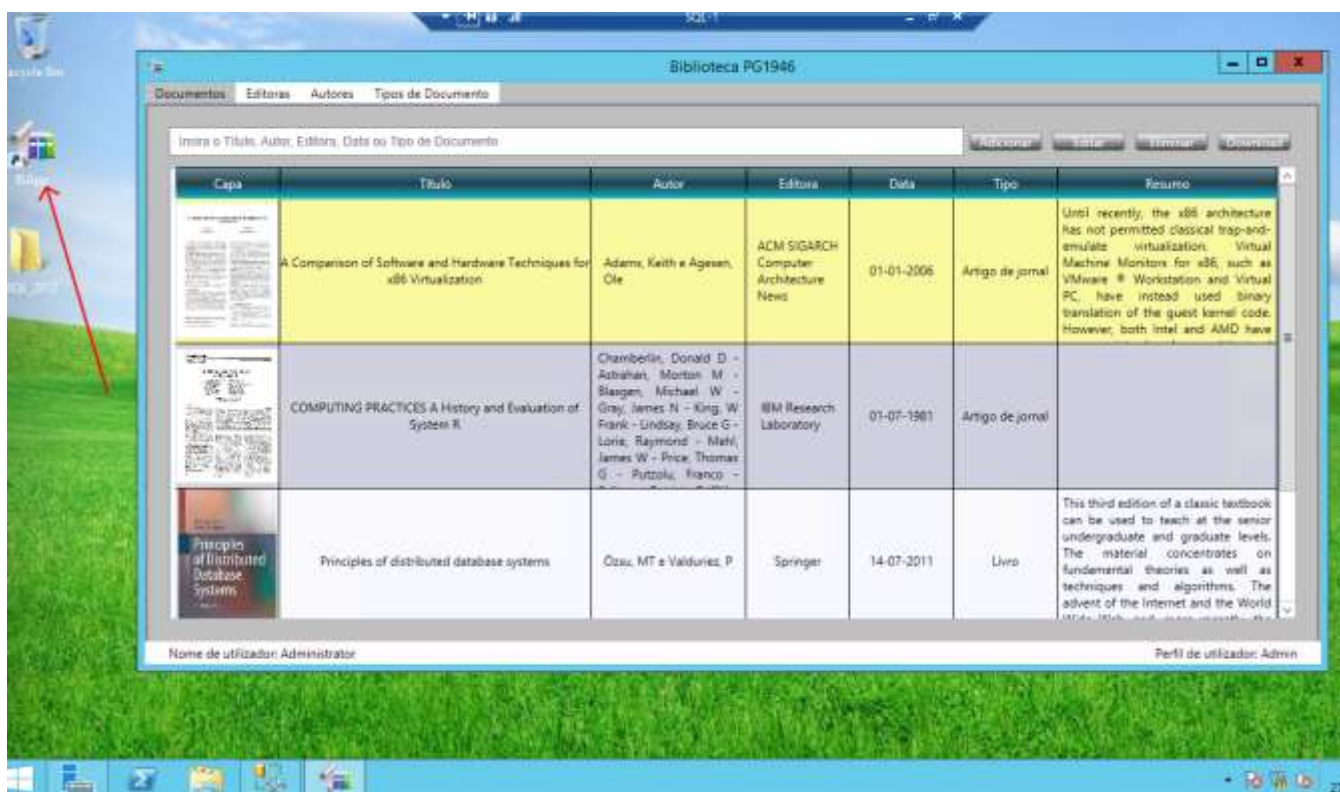 SQL-1
Biblioteca PG1946
Documentos Editoras Autores Tipos de Documento
Insira o Título, Autor, Editora, Data ou Tipo de Documento
Adicionar Editar Eliminar Download
Capa Título Autor Editora Data Tipo Resumo
A Comparison of Software and Hardware Techniques for
x86 Virtualization
Adams, Keith e Agesen,
Ole
ACM SIGARCH
Computer
Architecture
News
01-01-2006
Artigo de jornal
Until recently, the x86 architecture
has not permitted classical trap-and-
emulate virtualization. Virtual
Machine Monitors for x86, such as
VMware ® Workstation and Virtual
PC, have instead used binary
translation of the guest kernel code.
However, both Intel and AMD have
COMPUTING PRACTICES A History and Evaluation of
System R
Chamberlin, Donald D -
Astrahan, Morton M -
Blasgen, Michael W -
Gray, James N - King, W
Frank - Lindsay, Bruce G -
Lorie, Raymond - Mehl,
James W - Price, Thomas
G - Putzolu, Franco -
IBM Research
Laboratory
01-07-1981
Artigo de jornal
Principles
of Distributed
Database
Systems
Principles of distributed database systems
Özsu, MT e Valduriez, P
Springer
14-07-2011
Livro
This third edition of a classic textbook
can be used to teach at the senior
undergraduate and graduate levels.
The material concentrates on
fundamental theories as well as
techniques and algorithms. The
advent of the Internet and the World
Nome de utilizador: Administrator
Perfil de utilizador: Admin